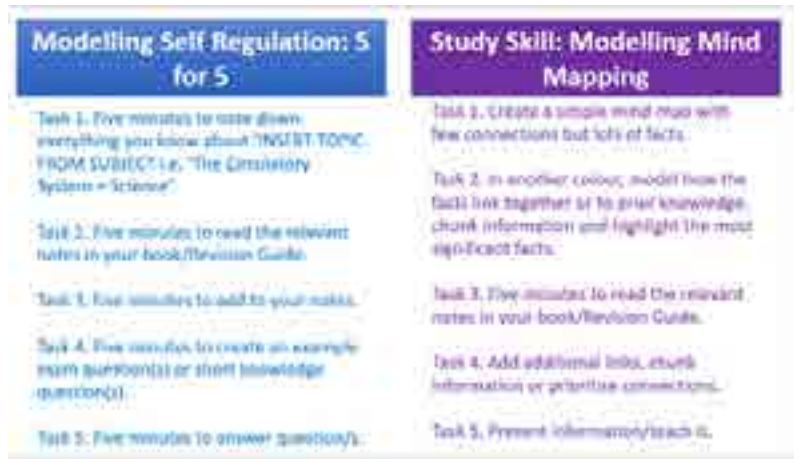 Modelling Self Regulation: 5
for 5
Task 1. Five minutes to note down
everything you know about "INSERT TOPIC
FROM SUBJECT" i.e. "The Circulatory
System – Science"
Task 2. Five minutes to read the relevant
notes in your book/Revision Guide.
Task 3. Five minutes to add to your notes.
Task 4. Five minutes to create an example
exam question(s) or short knowledge
question(s).
Task 5. Five minutes to answer question/s.
Study Skill: Modelling Mind
Mapping
Task 1. Create a simple mind map with
few connections but lots of facts.
Task 2. In another colour, model how the
facts link together or to prior knowledge,
chunk information and highlight the most
significant facts.
Task 3. Five minutes to read the relevant
notes in your book/Revision Guide.
Task 4. Add additional links, chunk
information or prioritise connections.
Task 5. Present information/teach it.